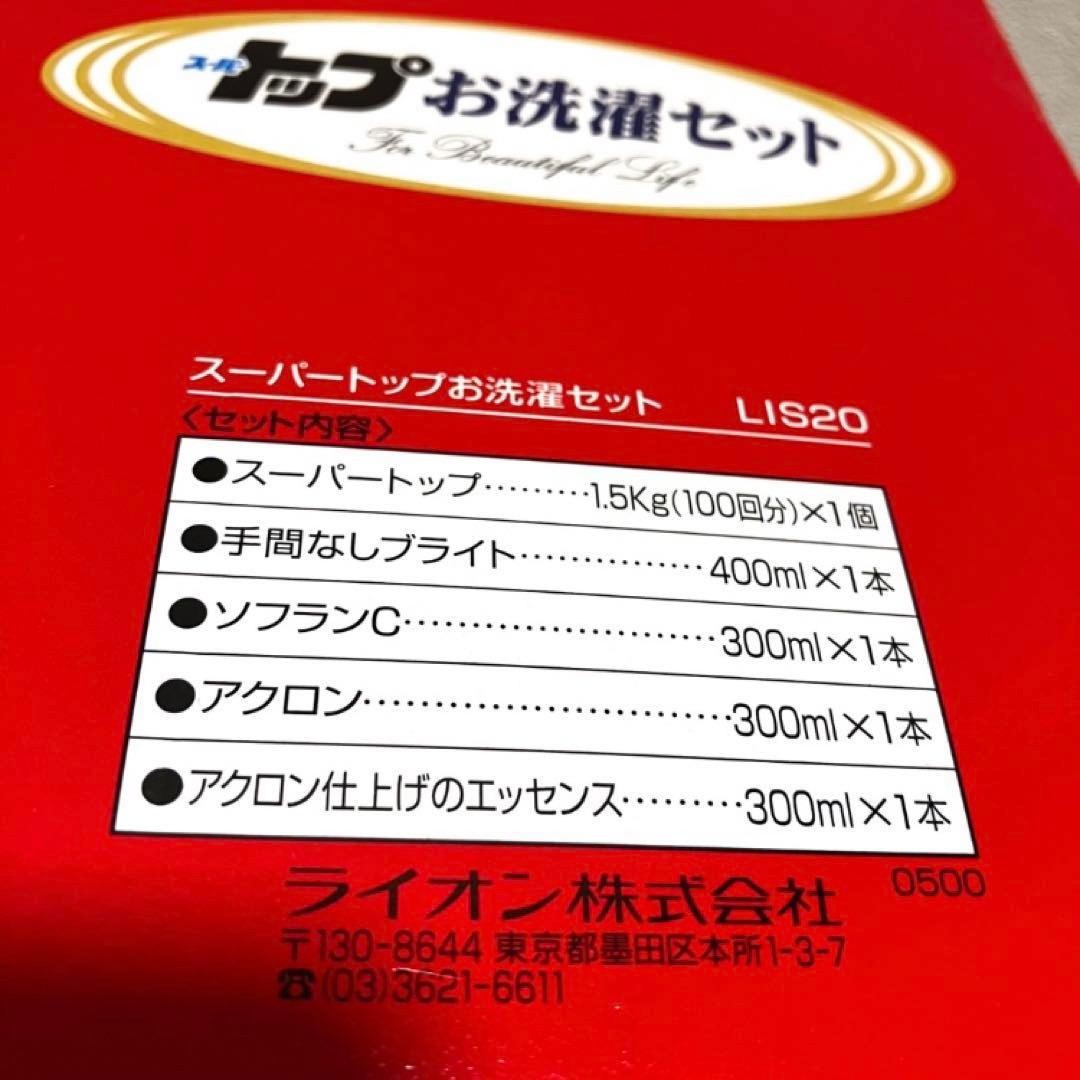 スーパートップお洗濯セット
For Beautiful Life
スーパートップお洗濯セット LIS20
〈セット内容〉
●スーパートップ………1.5Kg(100回分)×1個
●手間なしブライト……………400ml×1本
●ソフランC………………………300ml×1本
●アクロン…………………………300ml×1本
●アクロン仕上げのエッセンス………300ml×1本
ライオン株式会社 0500
〒130-8644 東京都墨田区本所1-3-7
☎(03)3621-6611